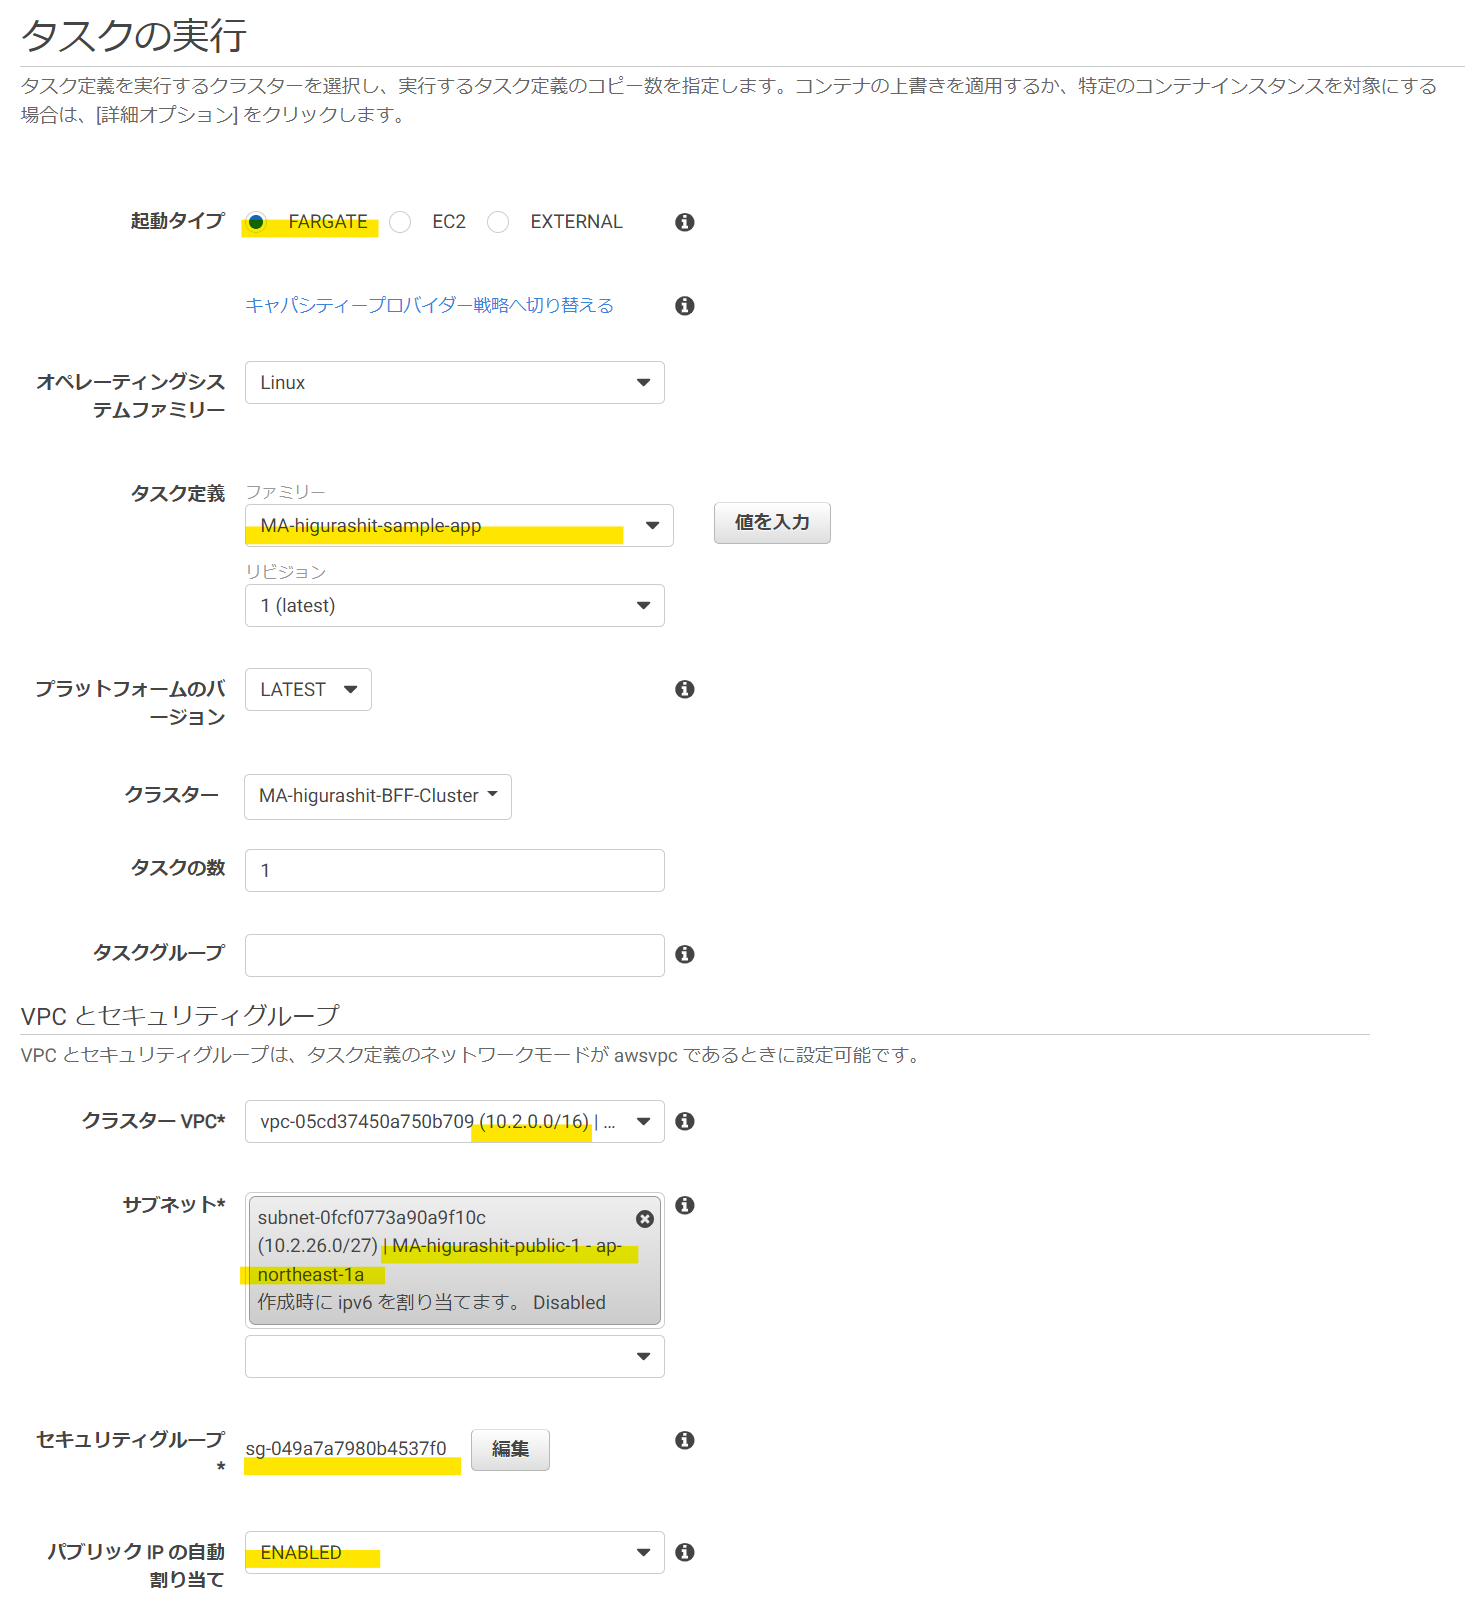 タスクの実行
タスク定義を実行するクラスターを選択し、実行するタスク定義のコピー数を指定します。コンテナの上書きを適用するか、特定のコンテナインスタンスを対象にする
場合は、[詳細オプション] をクリックします。
起動タイプ FARGATE EC2 EXTERNAL
キャパシティープロバイダー戦略へ切り替える
オペレーティングシス
テムファミリー
Linux
タスク定義
ファミリー
MA-higurashit-sample-app
値を入力
リビジョン
1 (latest)
プラットフォームのバ
ージョン
LATEST
クラスター MA-higurashit-BFF-Cluster
タスクの数 1
タスクグループ
VPC とセキュリティグループ
VPC とセキュリティグループは、タスク定義のネットワークモードが awsvpc であるときに設定可能です。
クラスター VPC* vpc-05cd37450a750b709 (10.2.0.0/16) | ...
サブネット*
subnet-0fcf0773a90a9f10c
(10.2.26.0/27) | MA-higurashit-public-1 - ap-
northeast-1a
作成時に ipv6 を割り当てます。 Disabled
セキュリティグループ
*
sg-049a7a7980b4537f0 編集
パブリック IP の自動
割り当て
ENABLED